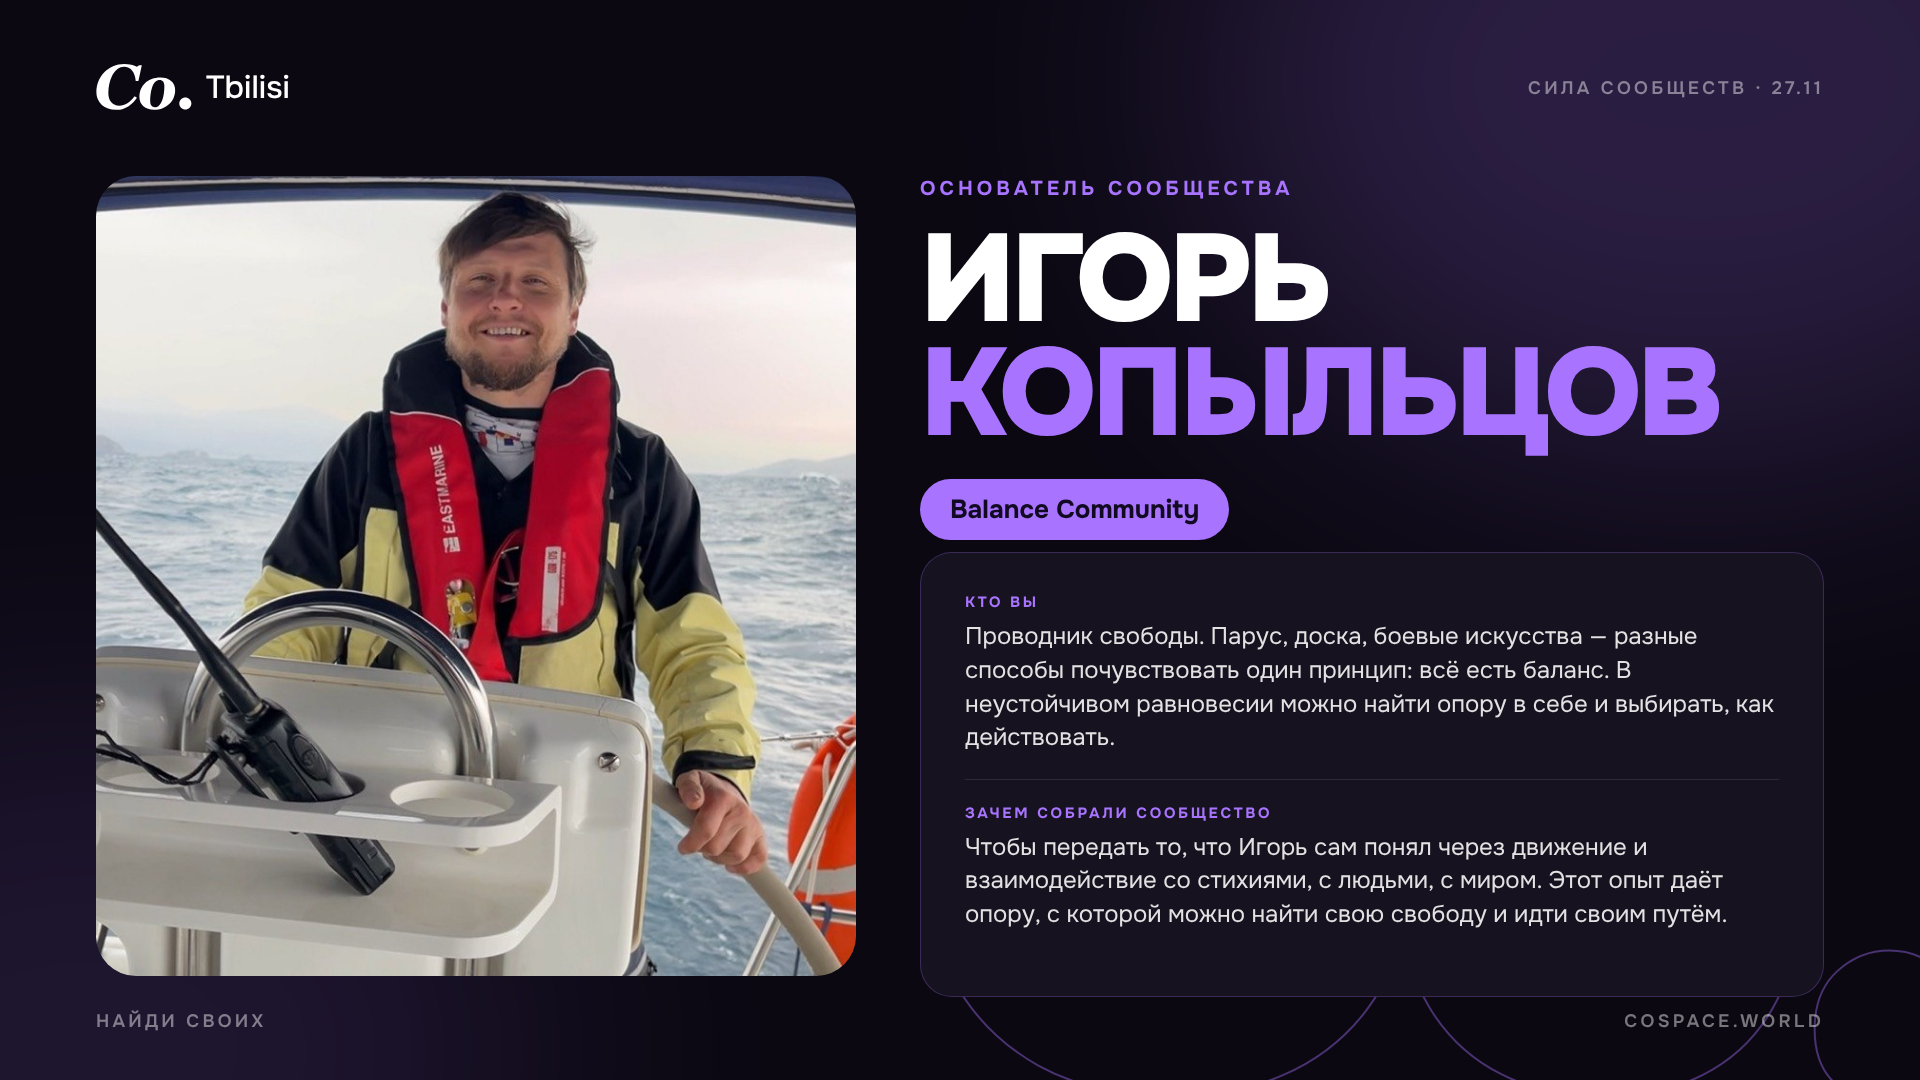 Co. Tbilisi
СИЛА СООБЩЕСТВ · 27.11
ОСНОВАТЕЛЬ СООБЩЕСТВА
ИГОРЬ
КОПЫЛЬЦОВ
Balance Community
EASTMARINE
КТО ВЫ
Проводник свободы. Парус, доска, боевые искусства — разные
способы почувствовать один принцип: всё есть баланс. В
неустойчивом равновесии можно найти опору в себе и выбирать, как
действовать.
ЗАЧЕМ СОБРАЛИ СООБЩЕСТВО
Чтобы передать то, что Игорь сам понял через движение и
взаимодействие со стихиями, с людьми, с миром. Этот опыт даёт
опору, с которой можно найти свою свободу и идти своим путём.
НАЙДИ СВОИХ
COSPACE.WORLD